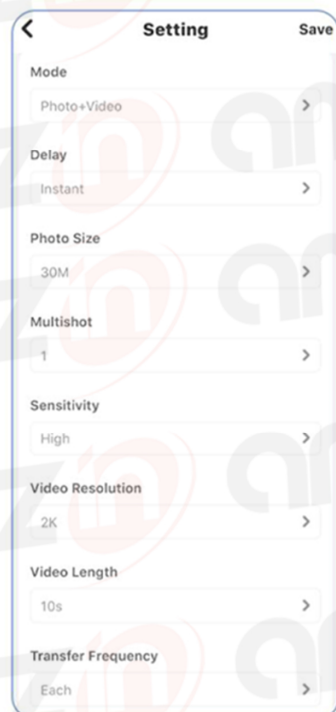 Setting Save
Mode
Photo+Video
Delay
Instant
Photo Size
30M
Multishot
1
Sensitivity
High
Video Resolution
2K
Video Length
10s
Transfer Frequency
Each